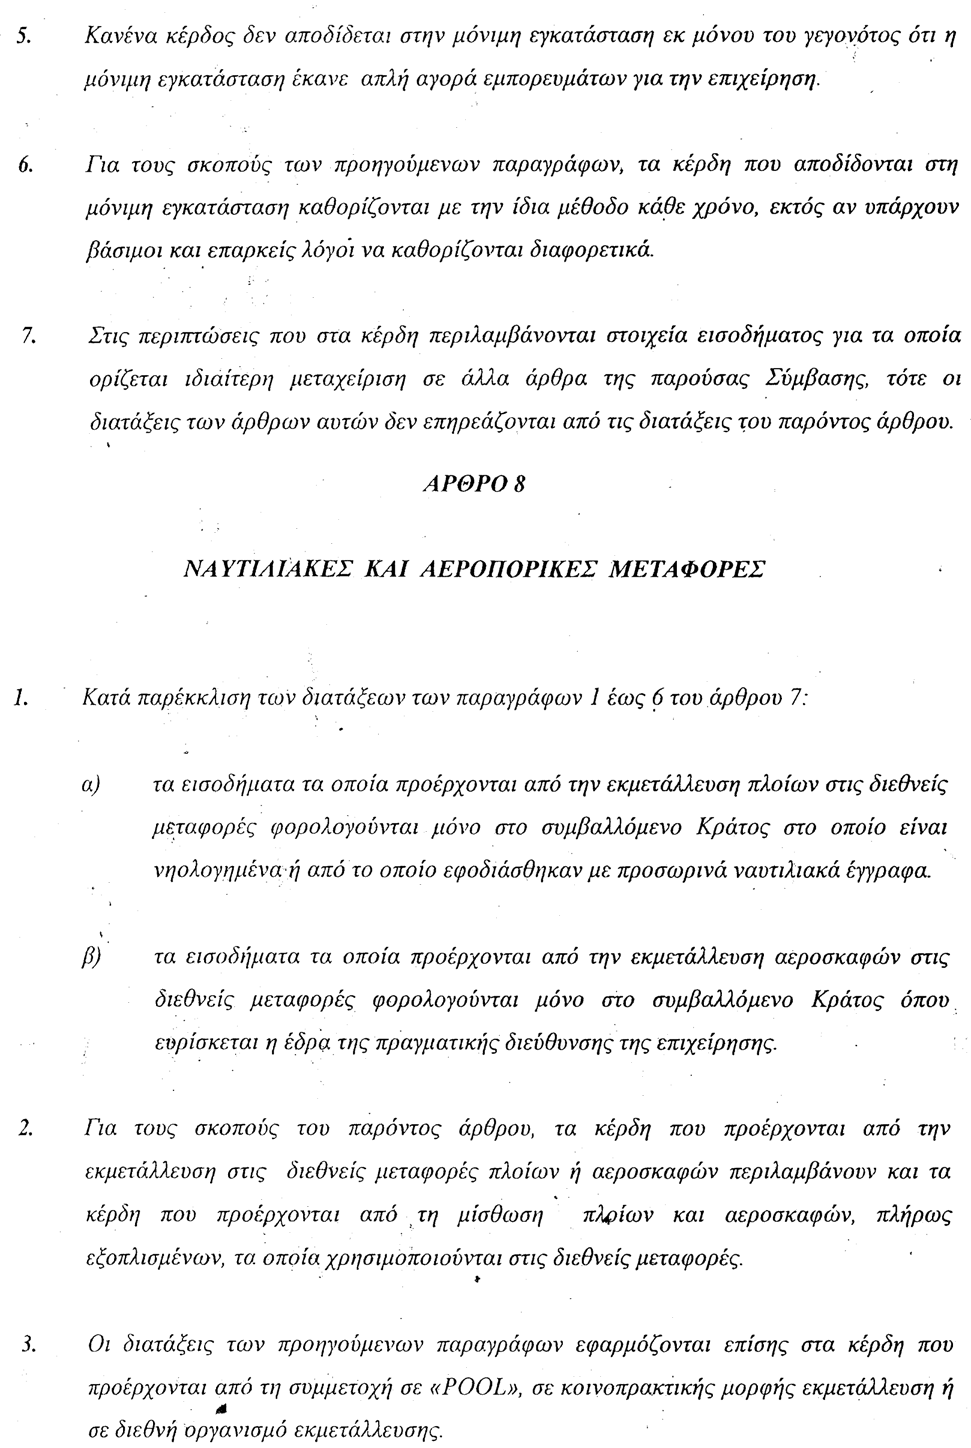 5. Κανένα κέρδος δεν αποδίδεται στην μόνιμη εγκατάσταση εκ μόνου του γεγονότος ότι η
μόνιμη εγκατάσταση έκανε απλή αγορά εμπορευμάτων για την επιχείρηση.
6. Για τους σκοπούς των προηγούμενων παραγράφων, τα κέρδη που αποδίδονται στη
μόνιμη εγκατάσταση καθορίζονται με την ίδια μέθοδο κάθε χρόνο, εκτός αν υπάρχουν
βάσιμοι και επαρκείς λόγοι να καθορίζονται διαφορετικά.
7. Στις περιπτώσεις που στα κέρδη περιλαμβάνονται στοιχεία εισοδήματος για τα οποία
ορίζεται ιδιαίτερη μεταχείριση σε άλλα άρθρα της παρούσας Σύμβασης, τότε οι
διατάξεις των άρθρων αυτών δεν επηρεάζονται από τις διατάξεις του παρόντος άρθρου.
ΑΡΘΡΟ 8
ΝΑΥΤΙΛΙΑΚΕΣ ΚΑΙ ΑΕΡΟΠΟΡΙΚΕΣ ΜΕΤΑΦΟΡΕΣ
1. Κατά παρέκκλιση των διατάξεων των παραγράφων 1 έως 6 του άρθρου 7:
α) τα εισοδήματα τα οποία προέρχονται από την εκμετάλλευση πλοίων στις διεθνείς
μεταφορές φορολογούνται μόνο στο συμβαλλόμενο Κράτος στο οποίο είναι
νηολογημένα ή από το οποίο εφοδιάσθηκαν με προσωρινά ναυτιλιακά έγγραφα.
β) τα εισοδήματα τα οποία προέρχονται από την εκμετάλλευση αεροσκαφών στις
διεθνείς μεταφορές φορολογούνται μόνο στο συμβαλλόμενο Κράτος όπου
ευρίσκεται η έδρα της πραγματικής διεύθυνσης της επιχείρησης.
2. Για τους σκοπούς του παρόντος άρθρου, τα κέρδη που προέρχονται από την
εκμετάλλευση στις διεθνείς μεταφορές πλοίων ή αεροσκαφών περιλαμβάνουν και τα
κέρδη που προέρχονται από τη μίσθωση πλοίων και αεροσκαφών, πλήρως
εξοπλισμένων, τα οποία χρησιμοποιούνται στις διεθνείς μεταφορές.
3. Οι διατάξεις των προηγούμενων παραγράφων εφαρμόζονται επίσης στα κέρδη που
προέρχονται από τη συμμετοχή σε «POOL», σε κοινοπρακτικής μορφής εκμετάλλευση ή
σε διεθνή οργανισμό εκμετάλλευσης.